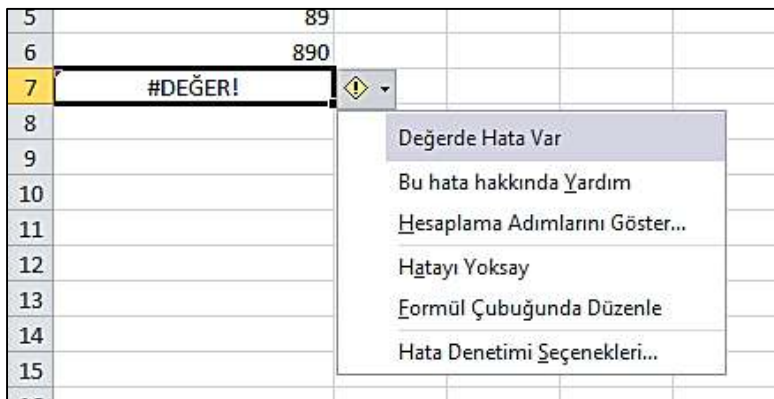 5 89
6 890
7 #DEĞER!
8
Değerde Hata Var
9
Bu hata hakkında Yardım
10
Hesaplama Adımlarını Göster...
11
12
Hatayı Yoksay
13
Formül Çubuğunda Düzenle
14
Hata Denetimi Seçenekleri...
15